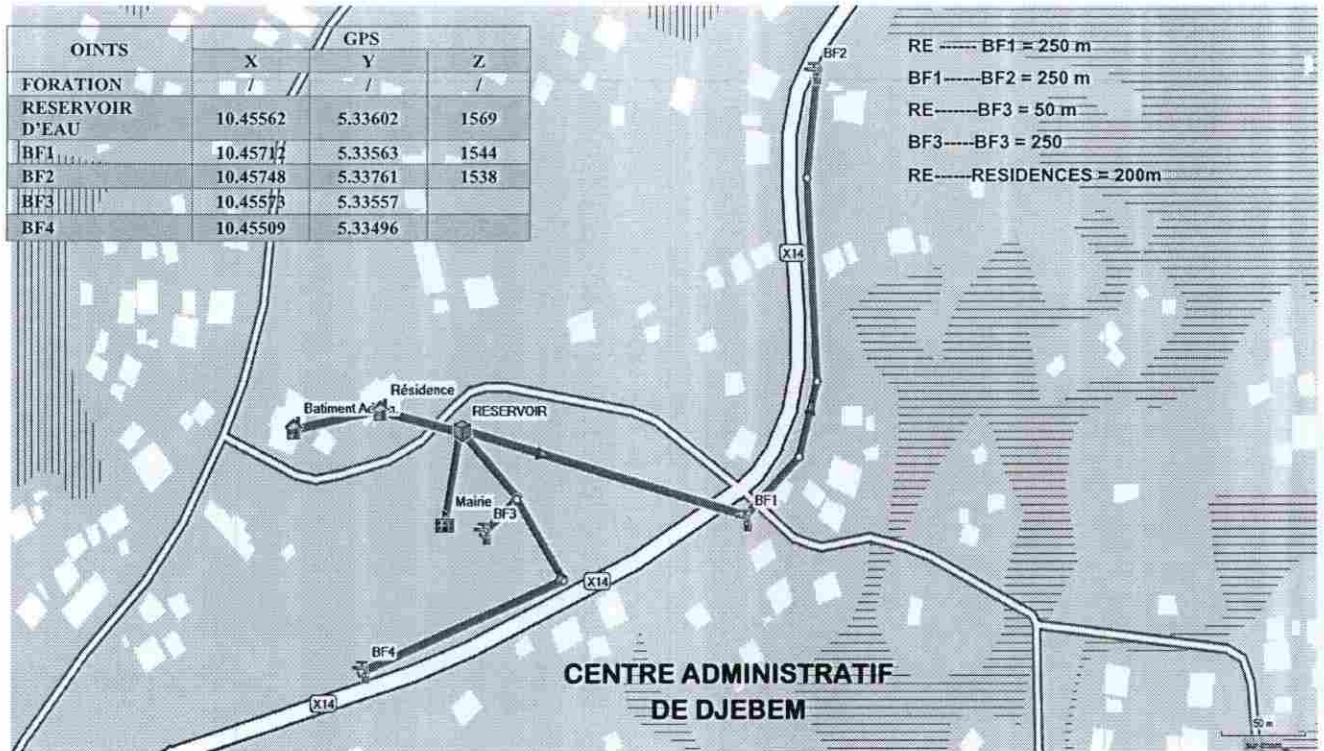 OINTS GPS
X Y Z
FORATION / / /
RESERVOIR D'EAU 10.45562 5.33602 1569
BF1 10.45717 5.33563 1544
BF2 10.45748 5.33761 1538
BF3 10.45573 5.33557
BF4 10.45509 5.33496
RE ------ BF1 = 250 m
BF1------BF2 = 250 m
RE-------BF3 = 50 m
BF3----BF3 = 250
RE------RESIDENCES = 200m
BF2
X14
Résidence
Batiment
RESERVOIR
Mairie
BF3
BF1
X14
BF4
X14
CENTRE ADMINISTRATIF
DE DJEBEM
50 m